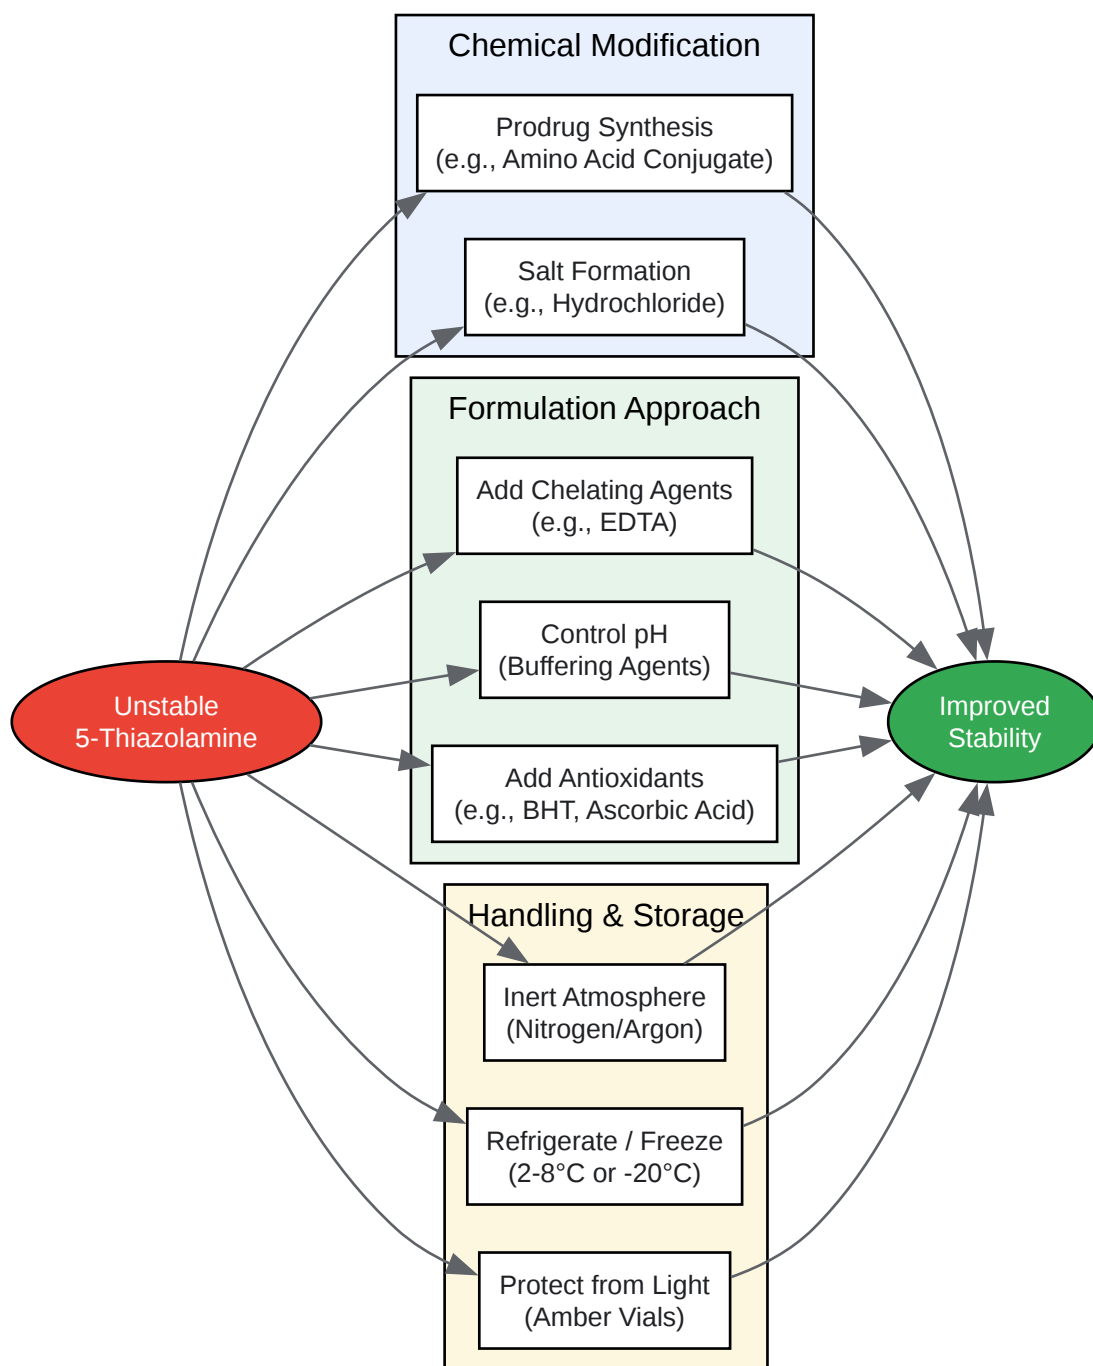 Chemical Modification
Prodrug Synthesis
(e.g., Amino Acid Conjugate)
Salt Formation
(e.g., Hydrochloride)
Formulation Approach
Add Chelating Agents
(e.g., EDTA)
Control pH
(Buffering Agents)
Add Antioxidants
(e.g., BHT, Ascorbic Acid)
Unstable
5-Thiazolamine
Improved
Stability
Handling & Storage
Inert Atmosphere
(Nitrogen/Argon)
Refrigerate / Freeze
(2-8°C or -20°C)
Protect from Light
(Amber Vials)